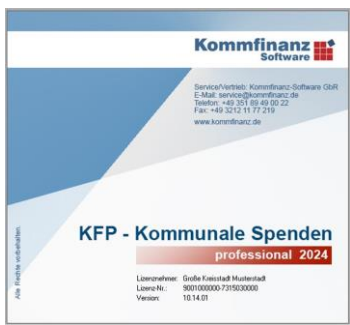 Kommfinanz
Software
Service/Vertrieb: Kommfinanz-Software GbR
E-Mail: service@kommfinanz.de
Telefon: +49 351 89 49 00 22
Fax: +49 3212 11 77 219
www.kommfinanz.de
Alle Rechte vorbehalten.
KFP - Kommunale Spenden
professional 2024
Lizenznehmer: Große Kreisstadt Musterstadt
Lizenz-Nr.: 9001000000-7315030000
Version: 10.14.01